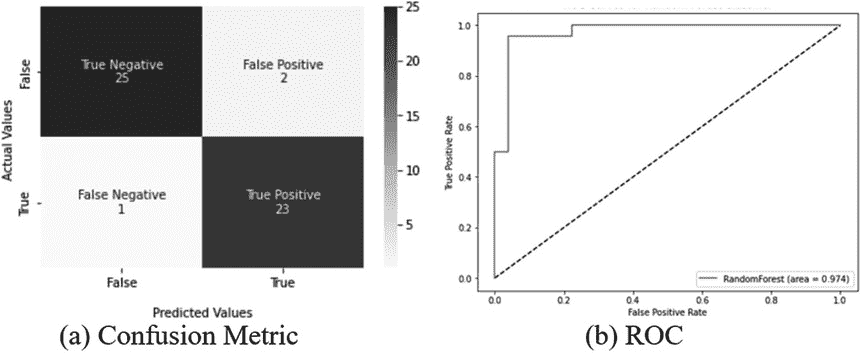 True Negative
25
False Positive
2
False Negative
1
True Positive
23
False
True
Actual Values
False
True
Predicted Values
25
20
15
10
5
(a) Confusion Metric
1.0
0.8
0.6
0.4
0.2
0.0
True Positive Rate
0.0
0.2
0.4
0.6
0.8
1.0
False Positive Rate
RandomForest (area = 0.974)
(b) ROC